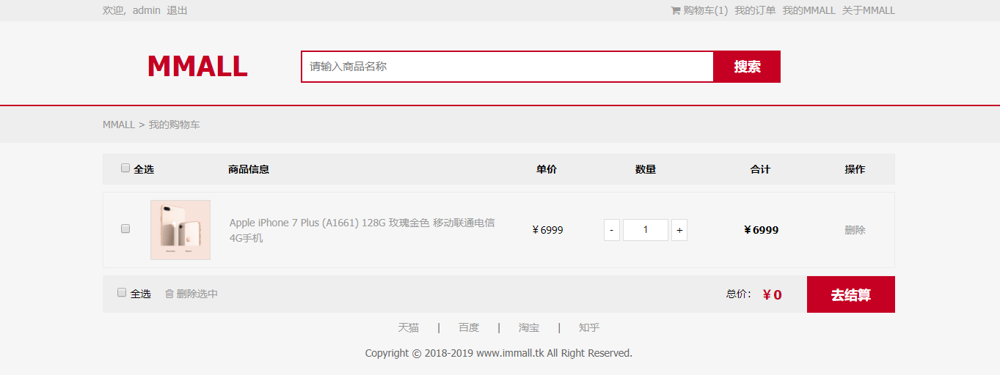 欢迎，admin 退出 购物车(1) 我的订单 我的MMALL 关于MMALL
MMALL 请输入商品名称 搜索
MMALL > 我的购物车
全选 商品信息 单价 数量 合计 操作
Apple iPhone 7 Plus (A1661) 128G 玫瑰金色 移动联通电信
4G手机
￥6999 - 1 + ￥6999 删除
全选 删除选中 总价： ￥0 去结算
天猫 | 百度 | 淘宝 | 知乎
Copyright © 2018-2019 www.immall.tk All Right Reserved.